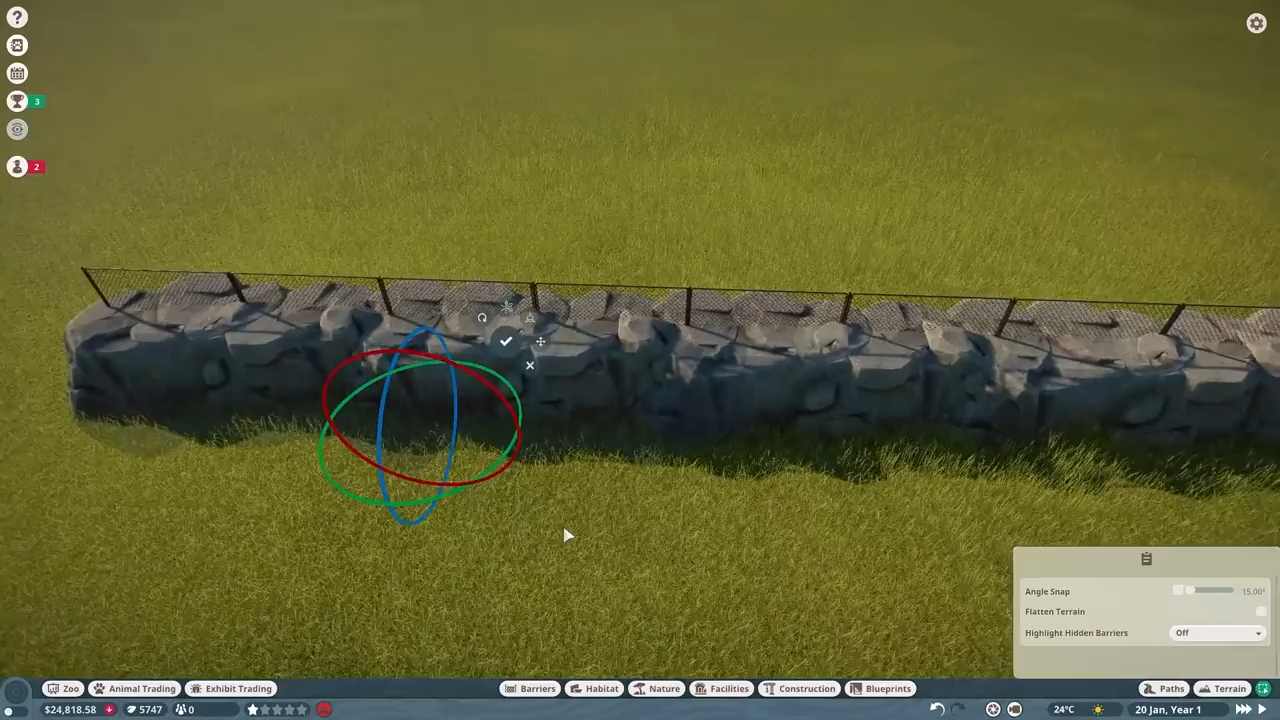 ?
3
2
Angle Snap 15.00°
Flatten Terrain
Highlight Hidden Barriers Off
Zoo Animal Trading Exhibit Trading Barriers Habitat Nature Facilities Construction Blueprints Paths Terrain
$24,818.58 5747 0 24°C 20 Jan, Year 1